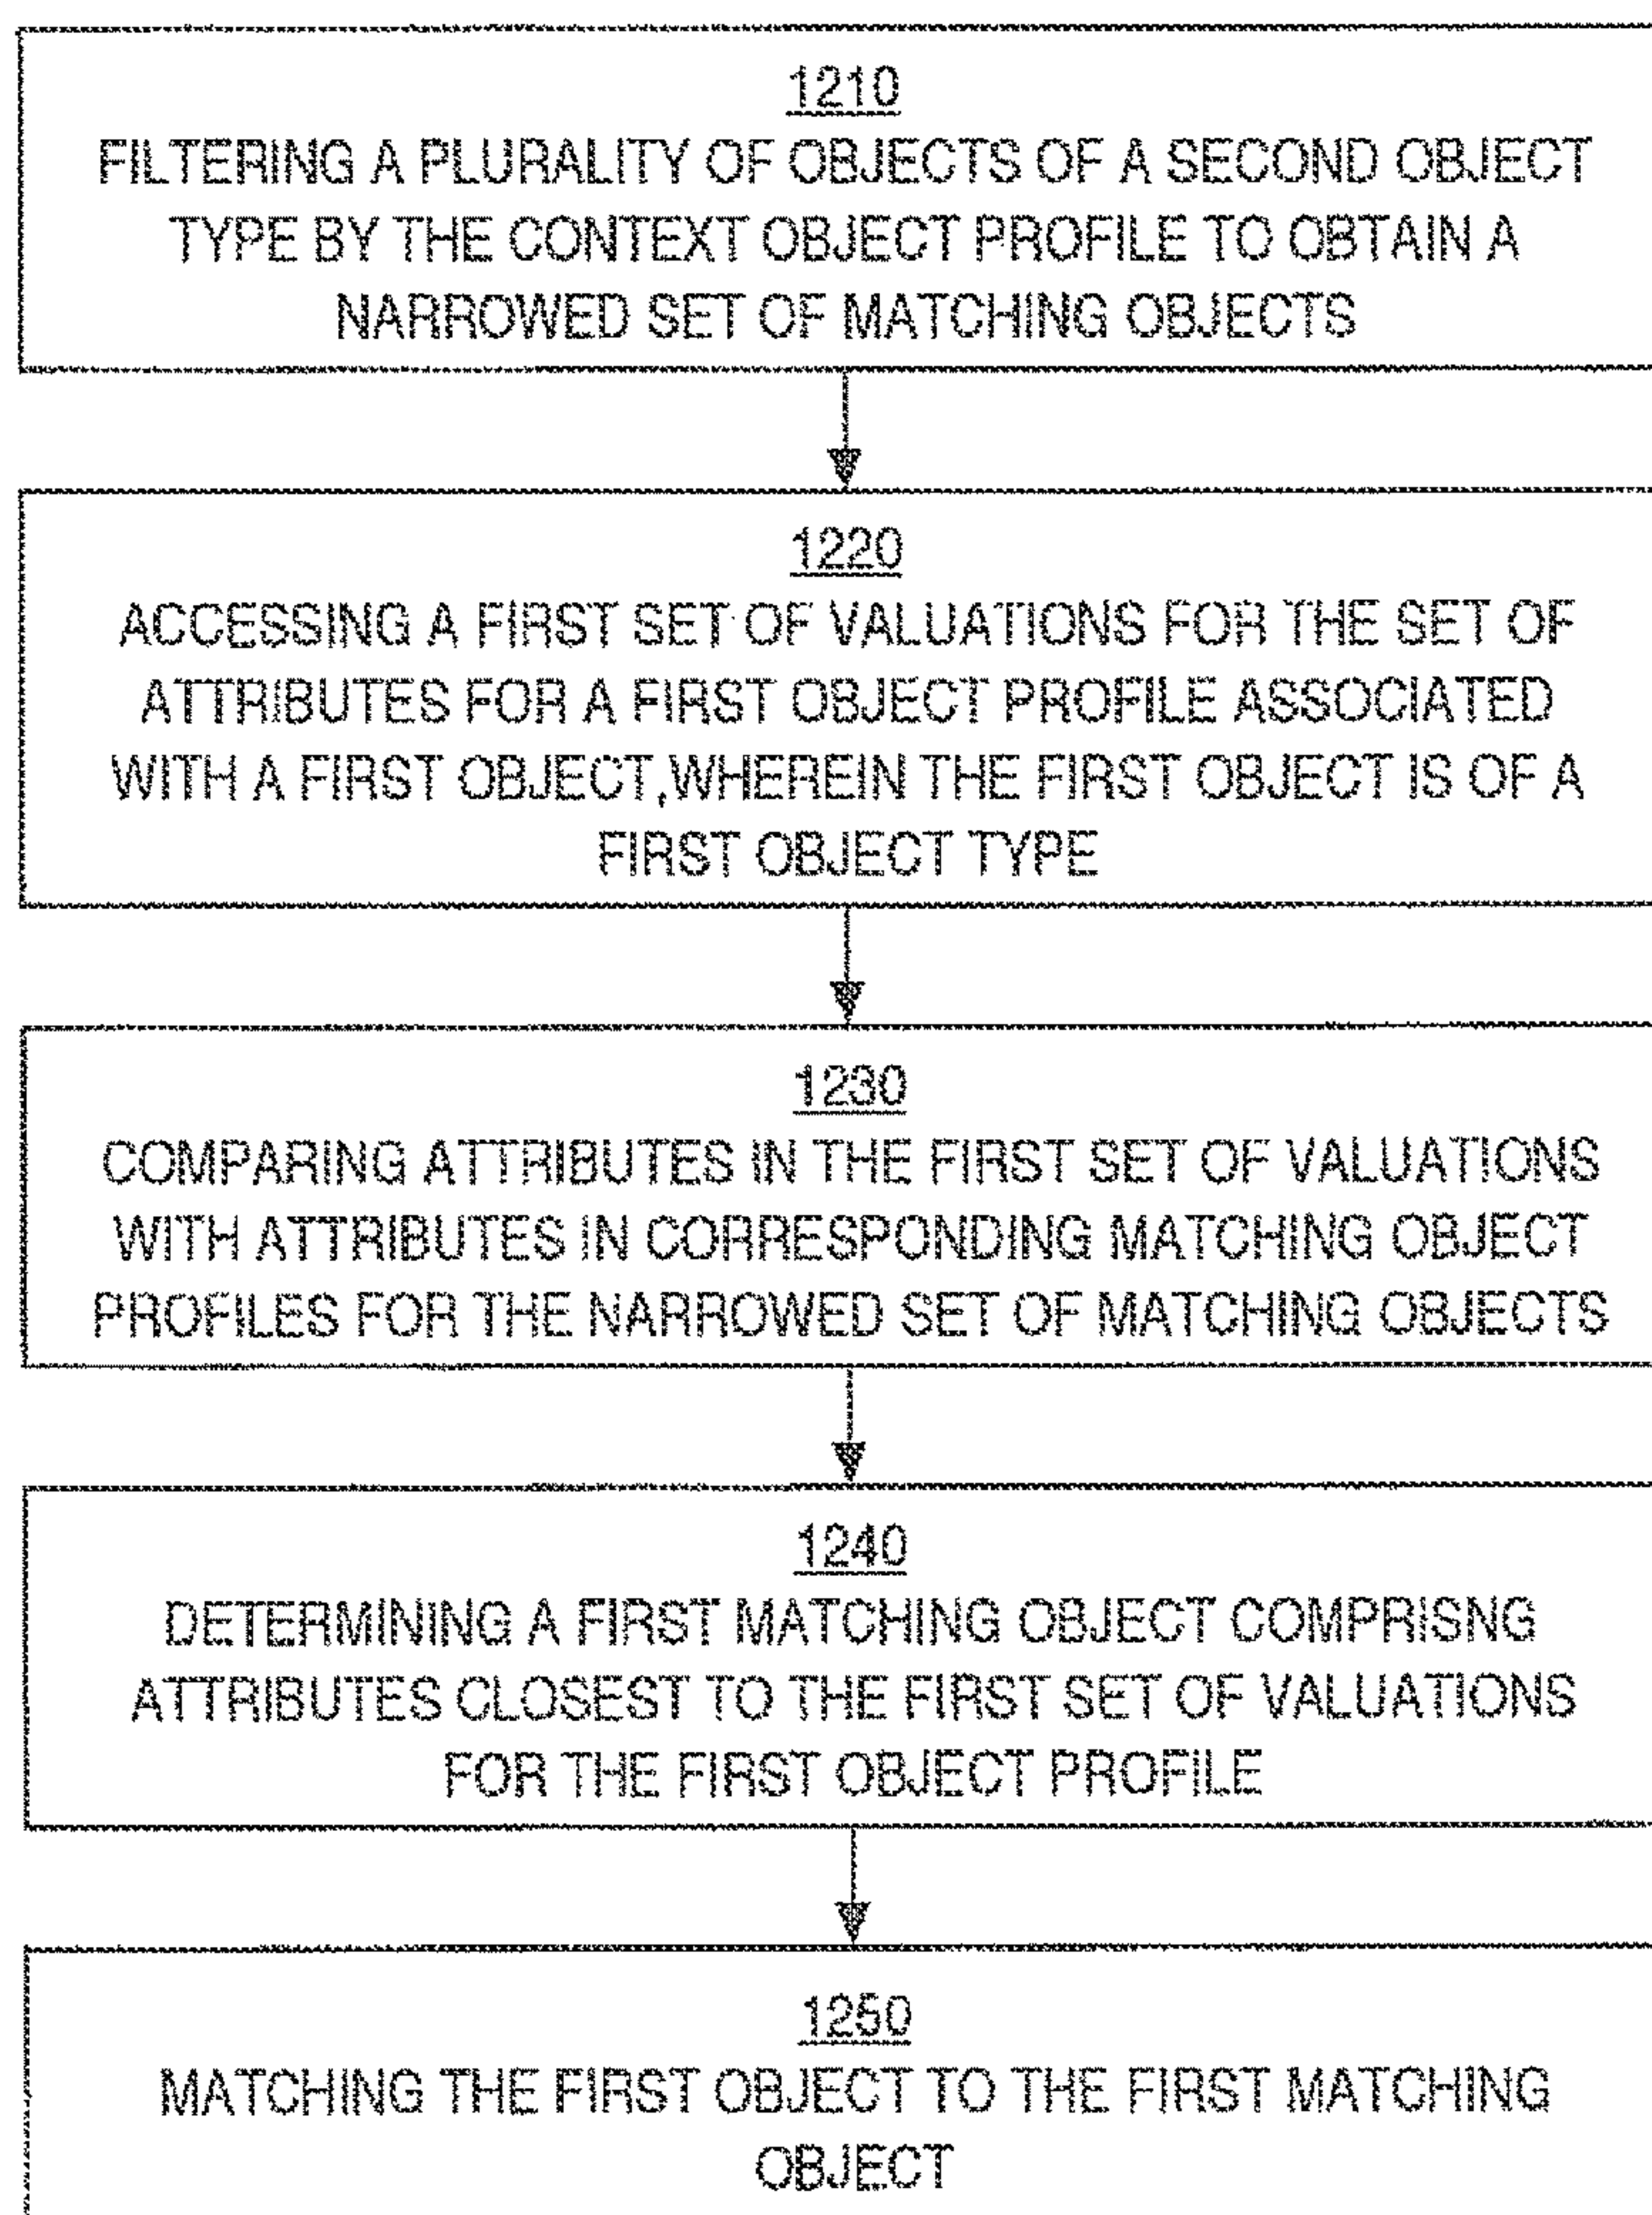 1210
FILTERING A PLURALITY OF OBJECTS OF A SECOND OBJECT
TYPE BY THE CONTEXT OBJECT PROFILE TO OBTAIN A
NARROWED SET OF MATCHING OBJECTS
1220
ACCESSING A FIRST SET OF VALUATIONS FOR THE SET OF
ATTRIBUTES FOR A FIRST OBJECT PROFILE ASSOCIATED
WITH A FIRST OBJECT,WHEREIN THE FIRST OBJECT IS OF A
FIRST OBJECT TYPE
1230
COMPARING ATTRIBUTES IN THE FIRST SET OF VALUATIONS
WITH ATTRIBUTES IN CORRESPONDING MATCHING OBJECT
PROFILES FOR THE NARROWED SET OF MATCHING OBJECTS
1240
DETERMINING A FIRST MATCHING OBJECT COMPRISNG
ATTRIBUTES CLOSEST TO THE FIRST SET OF VALUATIONS
FOR THE FIRST OBJECT PROFILE
1250
MATCHING THE FIRST OBJECT TO THE FIRST MATCHING
OBJECT